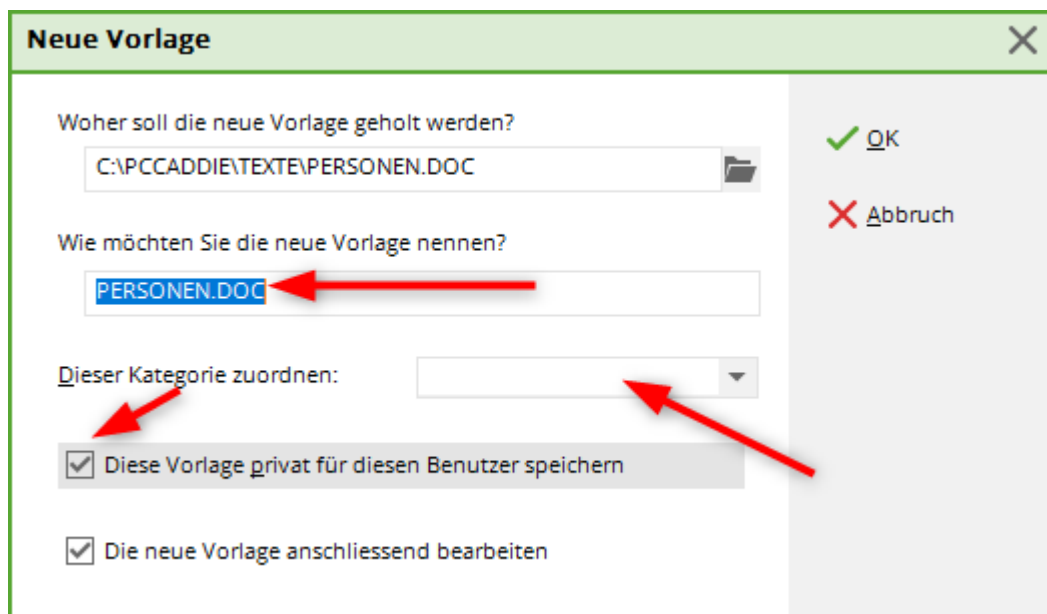 Neue Vorlage
Woher soll die neue Vorlage geholt werden?
C:\PCCADDIE\TEXTE\PERSONEN.DOC
OK
Abbruch
Wie möchten Sie die neue Vorlage nennen?
PERSONEN.DOC
Dieser Kategorie zuordnen:
Diese Vorlage privat für diesen Benutzer speichern
Die neue Vorlage anschliessend bearbeiten